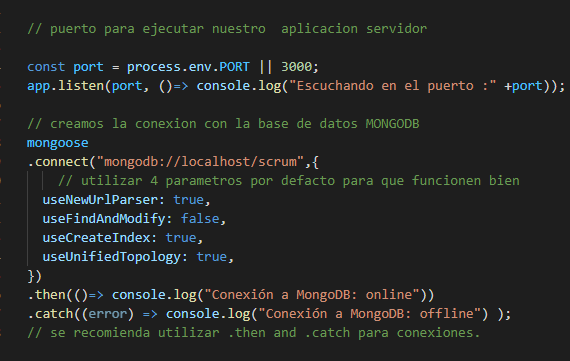 // puerto para ejecutar nuestro  aplicacion servidor
const port = process.env.PORT || 3000;
app.listen(port, ()=> console.log("Escuchando en el puerto :" +port));
// creamos la conexion con la base de datos MONGODB
mongoose
.connect("mongodb://localhost/scrum",{
// utilizar 4 parametros por defacto para que funcionen bien
useNewUrlParser: true,
useFindAndModify: false,
useCreateIndex: true,
useUnifiedTopology: true,
})
.then(()=> console.log("Conexión a MongoDB: online"))
.catch((error) => console.log("Conexión a MongoDB: offline") );
// se recomienda utilizar .then and .catch para conexiones.